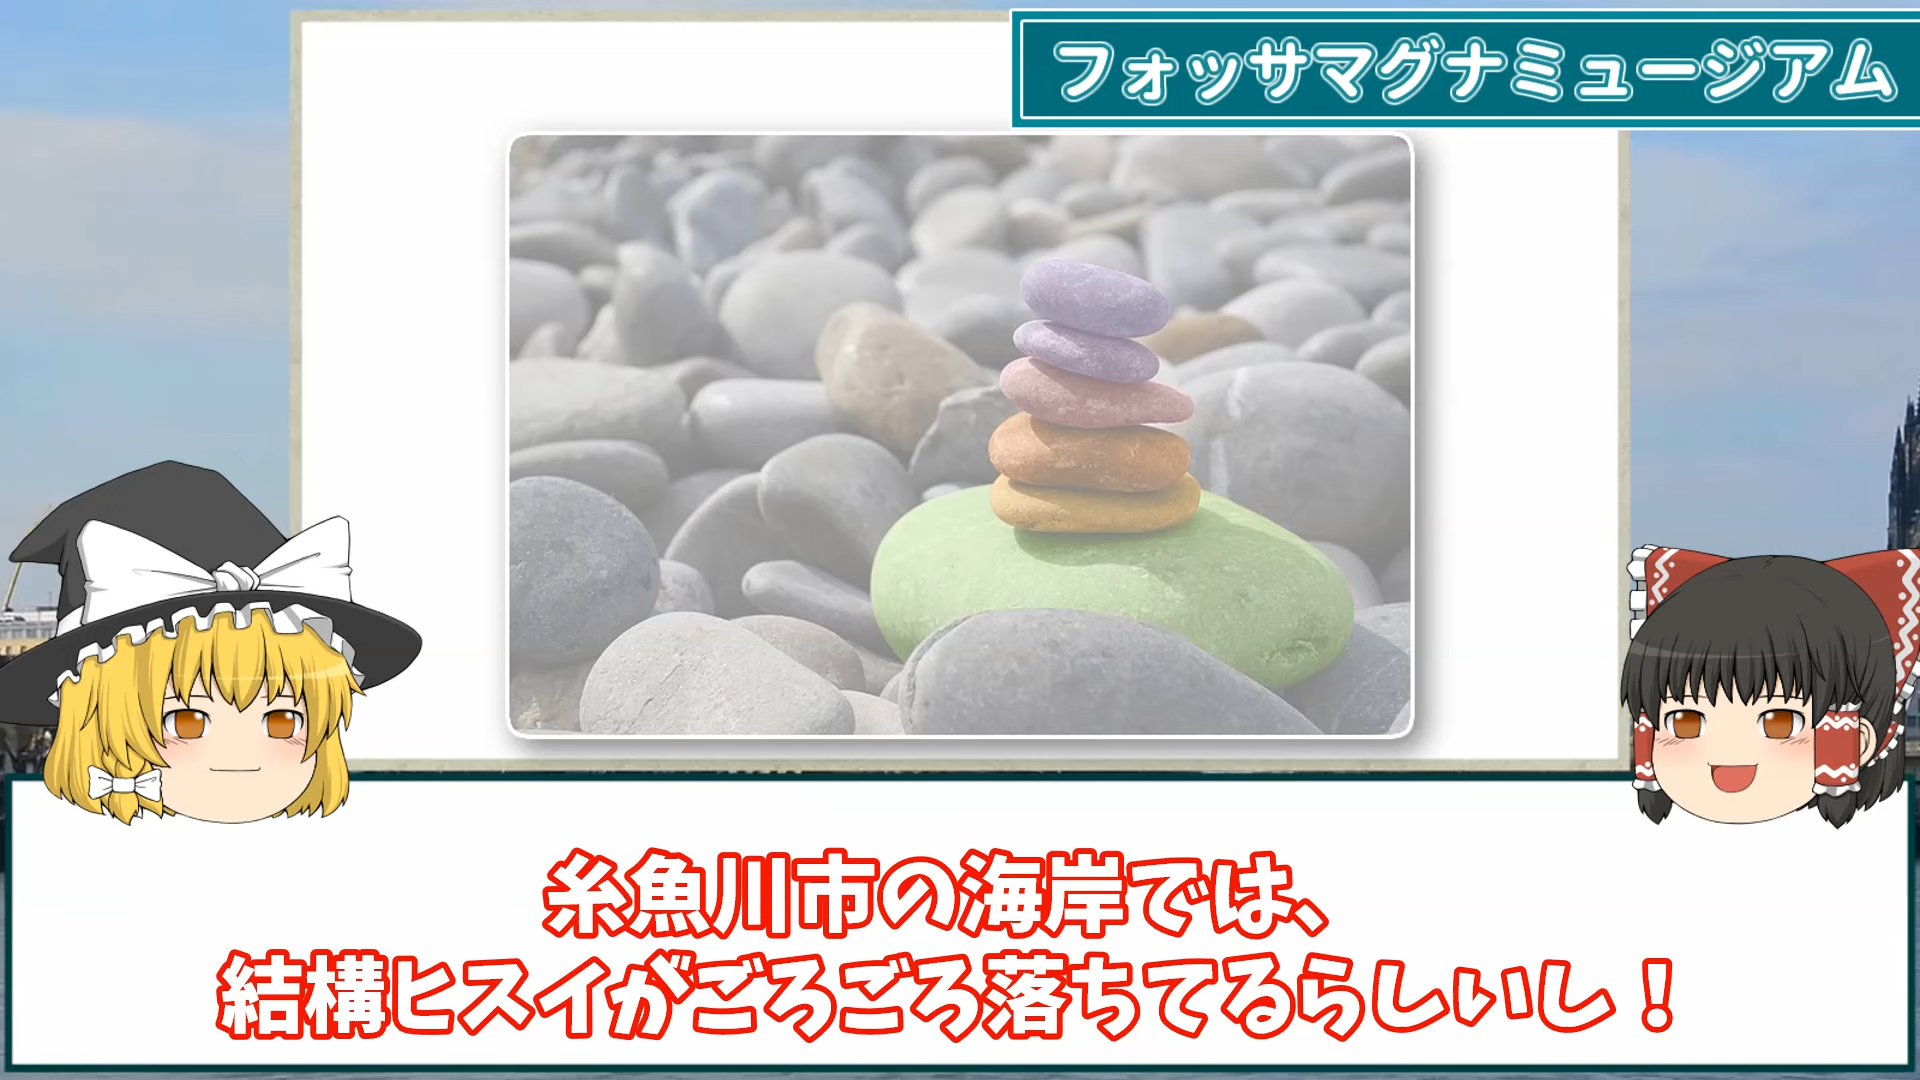 フォッサマグナミュージアム
糸魚川市の海岸では、
結構ヒスイがごろごろ落ちてるらしいし！